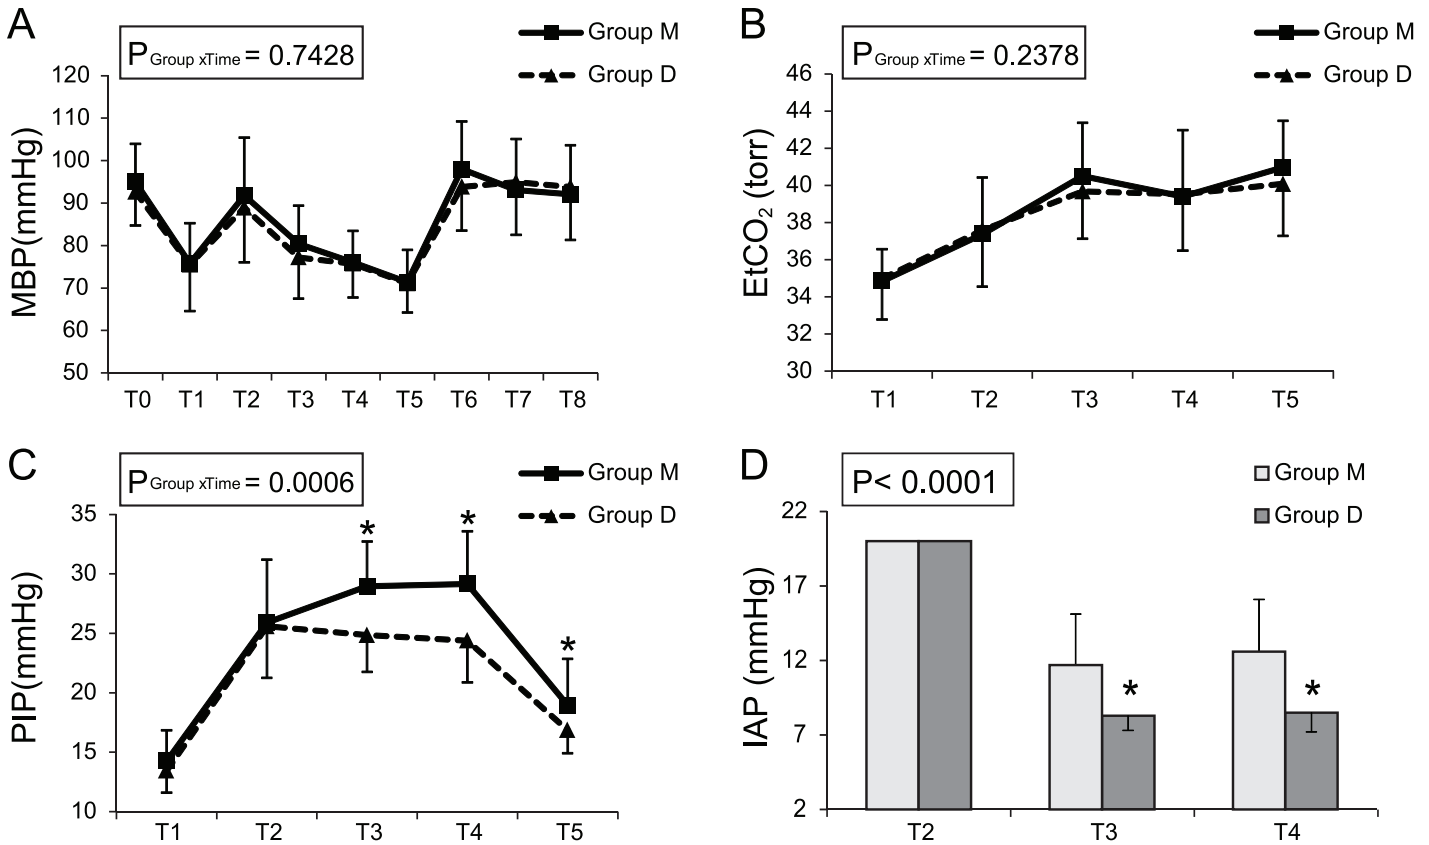 A
P Group xTime = 0.7428
Group M
Group D
MBP(mmHg)
120
110
100
90
80
70
60
50
T0 T1 T2 T3 T4 T5 T6 T7 T8
B
P Group xTime = 0.2378
Group M
Group D
EtCO2 (torr)
46
44
42
40
38
36
34
32
30
T1 T2 T3 T4 T5
C
P Group xTime = 0.0006
Group M
Group D
PIP(mmHg)
35
30
25
20
15
10
* * *
T1 T2 T3 T4 T5
D
P< 0.0001
Group M
Group D
IAP (mmHg)
22
17
12
7
2
* *
T2 T3 T4